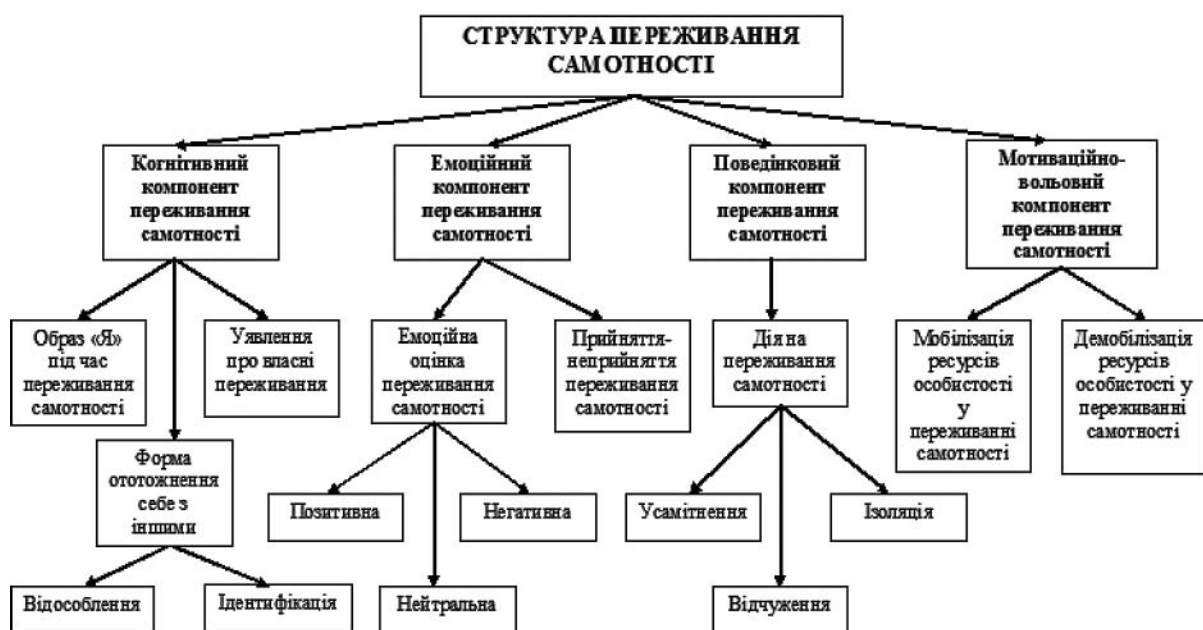 СТРУКТУРА ПЕРЕЖИВАННЯ
САМОТНОСТІ
Когнітивний
компонент
переживання
самотності
Емоційний
компонент
переживання
самотності
Поведінковий
компонент
переживання
самотності
Мотиваційно-
вольовий
компонент
переживання
самотності
Образ «Я»
під час
переживання
самотності
Уявлення
про власні
переживання
Емоційна
оцінка
переживання
самотності
Прийняття-
неприйняття
переживання
самотності
Дія на
переживання
самотності
Мобілізація
ресурсів
особистості
у
переживанні
самотності
Демобілізація
ресурсів
особистості у
переживанні
самотності
Форма
ототожнення
себе з
іншими
Позитивна
Негативна
Усамітнення
Ізоляція
Відособлення
Ідентифікація
Нейтральна
Відчуження